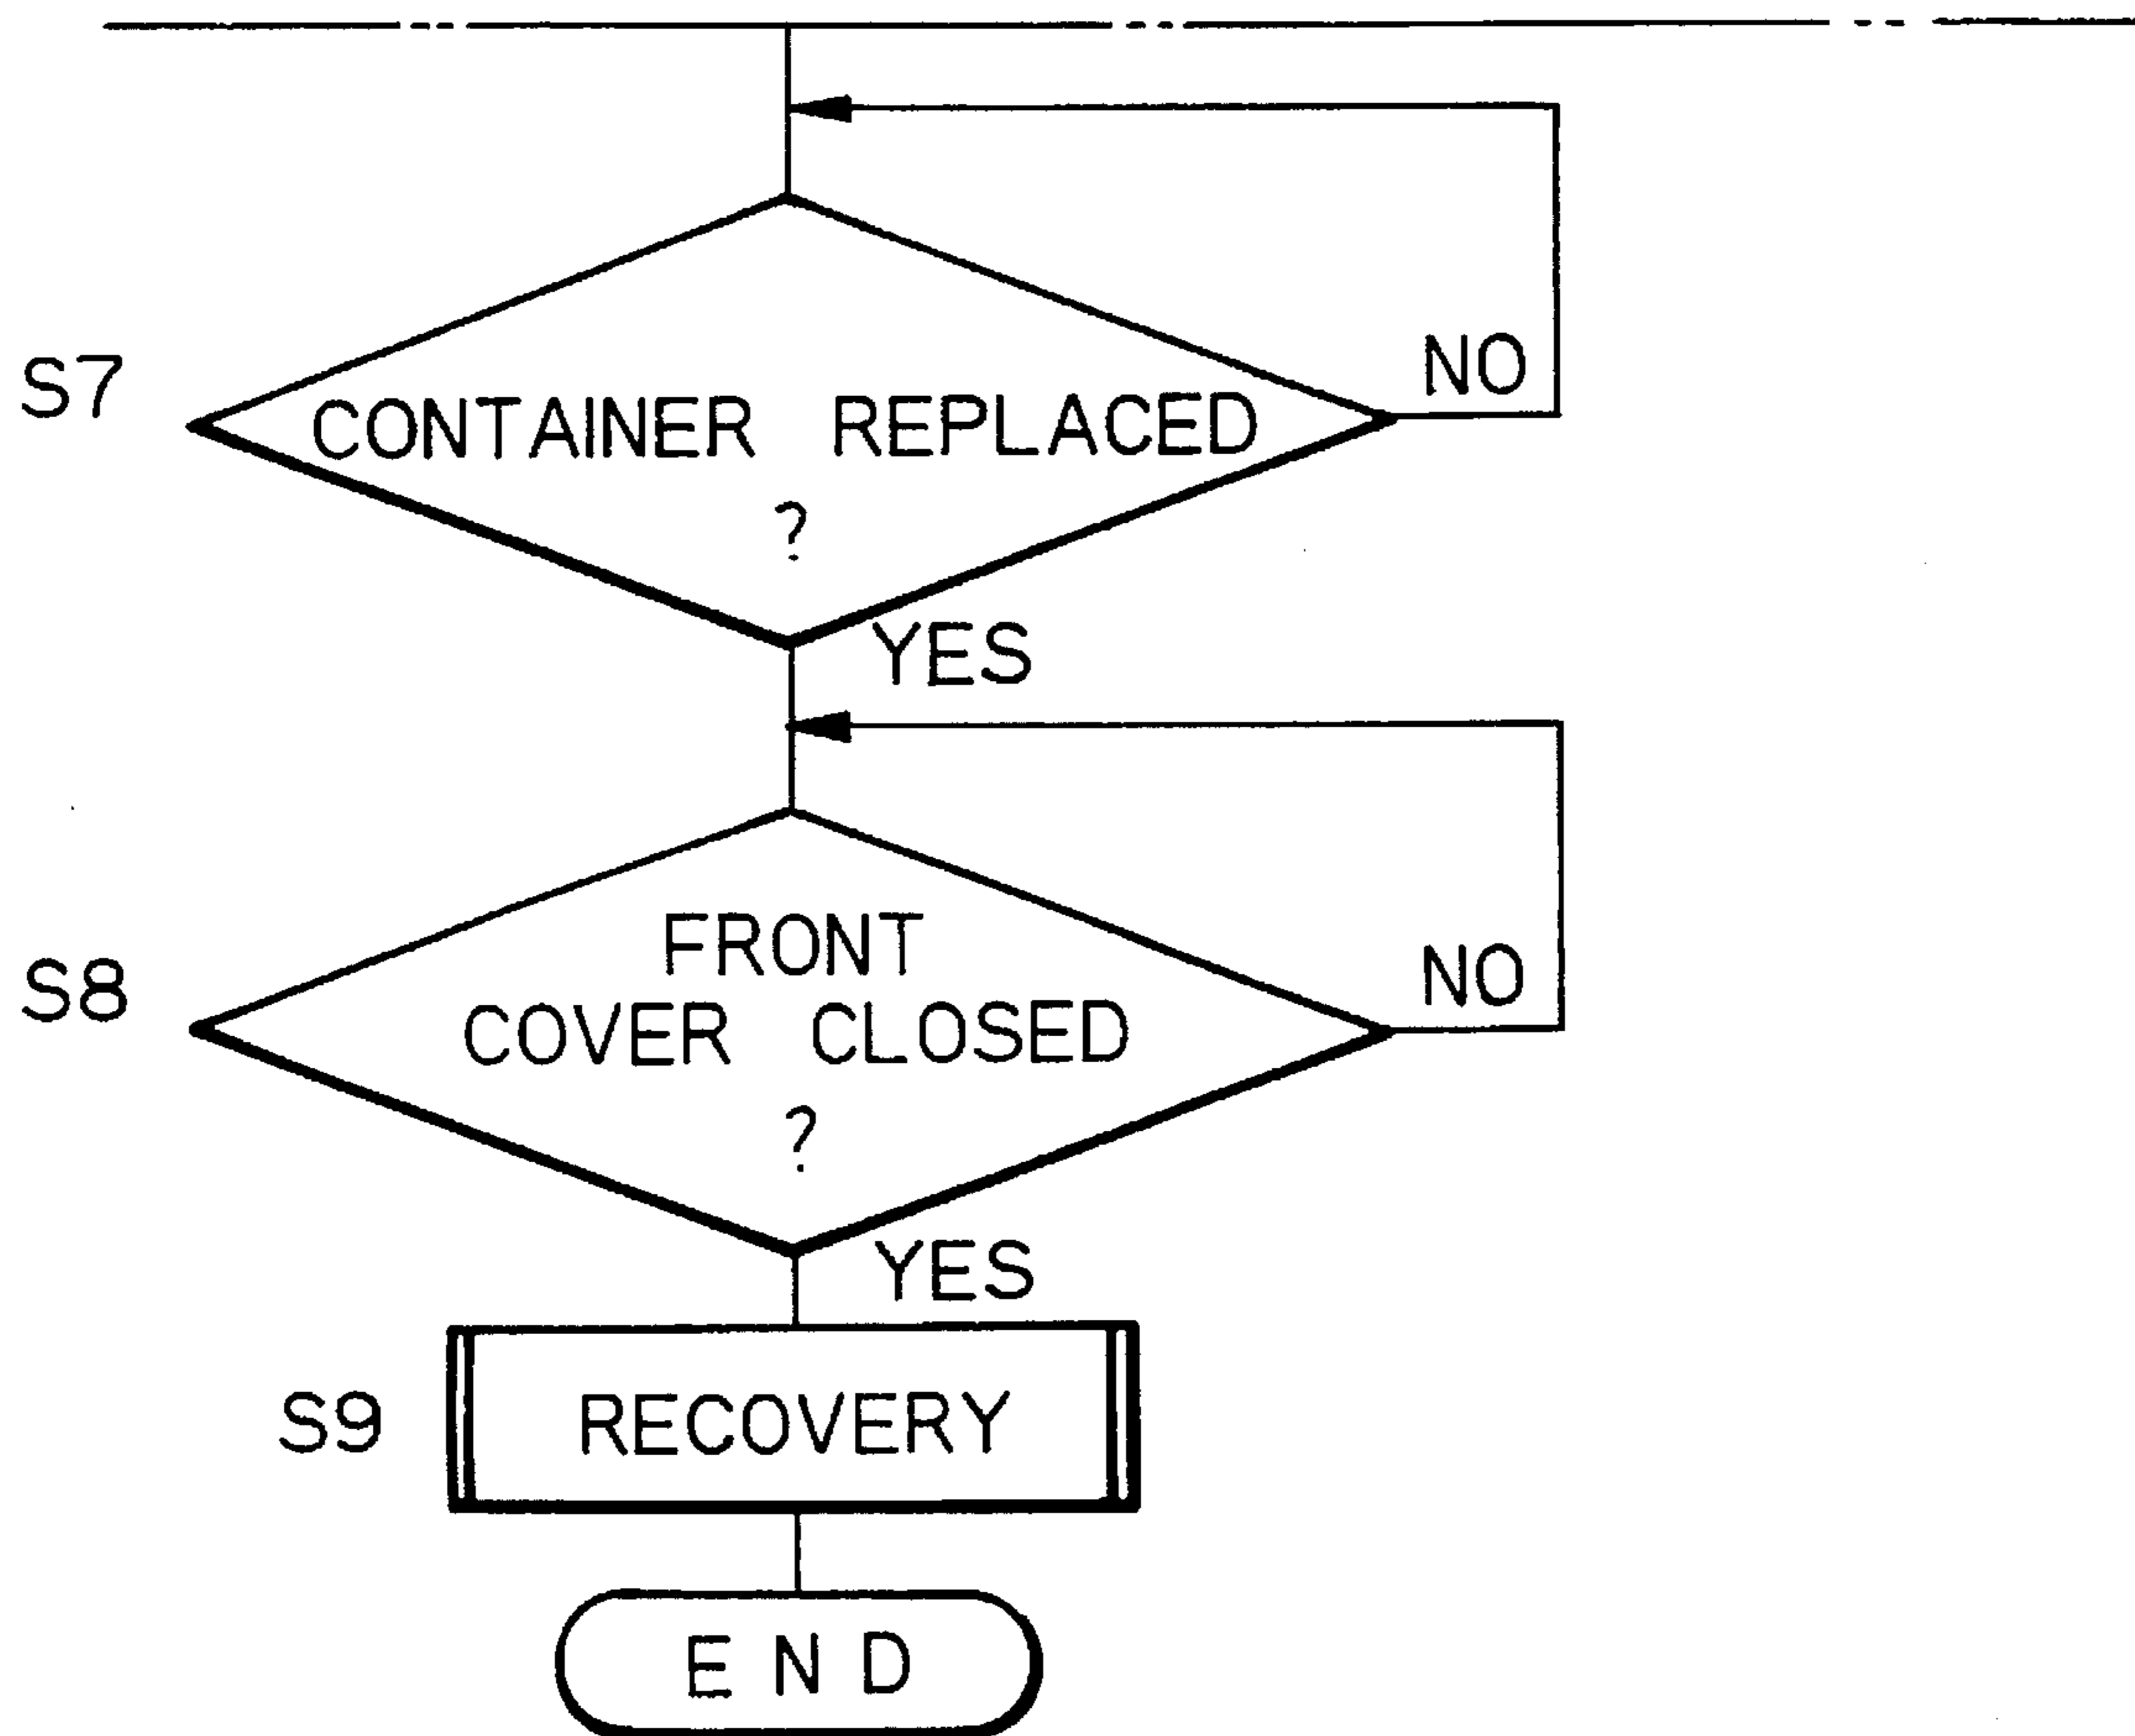 NO
S7
CONTAINER REPLACED
?
YES
FRONT
NO
S8
COVER CLOSED
?
YES
S9
RECOVERY
END